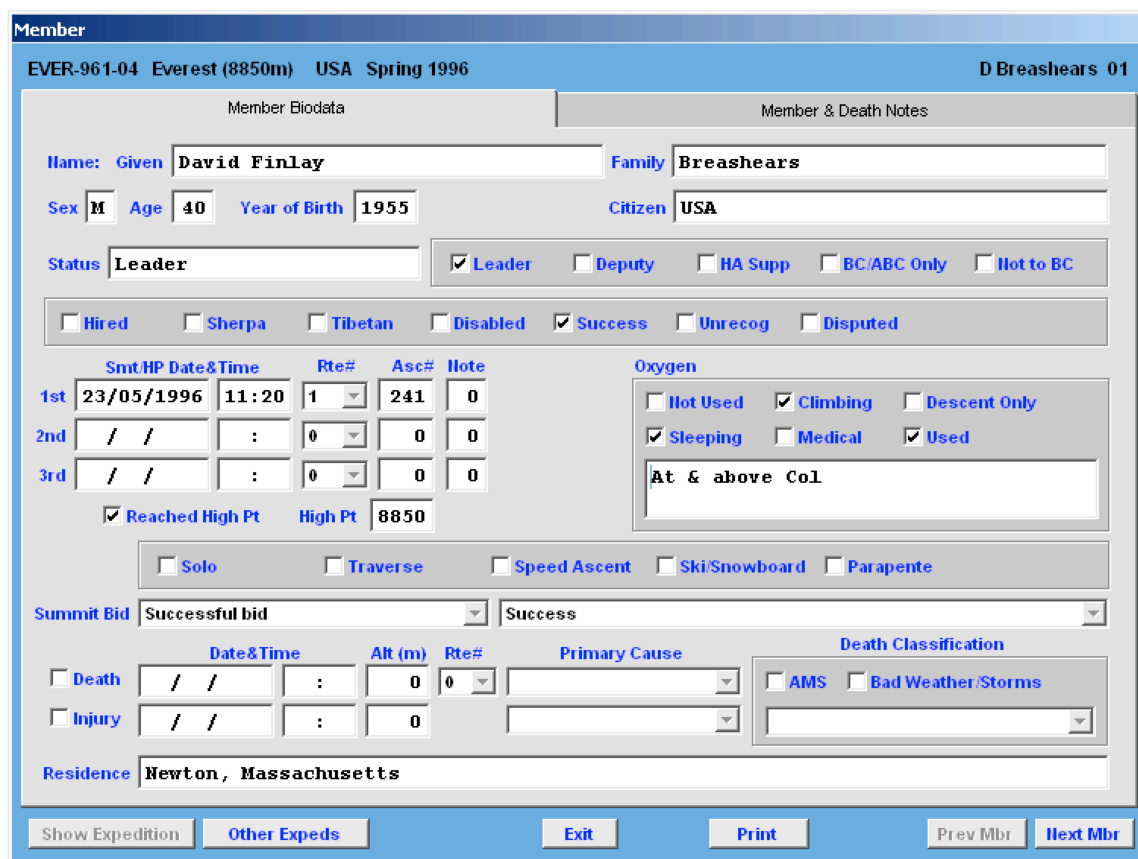 Member
EVER-961-04 Everest (8850m) USA Spring 1996 D Breashears 01
Member Biodata Member & Death Notes
Name: Given David Finlay Family Breashears
Sex M Age 40 Year of Birth 1955 Citizen USA
Status Leader Leader Deputy HA Supp BC/ABC Only Not to BC
Hired Sherpa Tibetan Disabled Success Unrecog Disputed
Smt/HP Date&Time Rte# Asc# Note Oxygen
1st 23/05/1996 11:20 1 241 0 Not Used Climbing Descent Only
2nd / / : 0 0 0 Sleeping Medical Used
3rd / / : 0 0 0 At & above Col
Reached High Pt High Pt 8850
Solo Traverse Speed Ascent Ski/Snowboard Parapente
Summit Bid Successful bid Success
Date&Time Alt (m) Rte# Primary Cause Death Classification
Death / / : 0 0 AMS Bad Weather/Storms
Injury / / : 0
Residence Newton, Massachusetts
Show Expedition Other Expeds Exit Print Prev Mbr Next Mbr